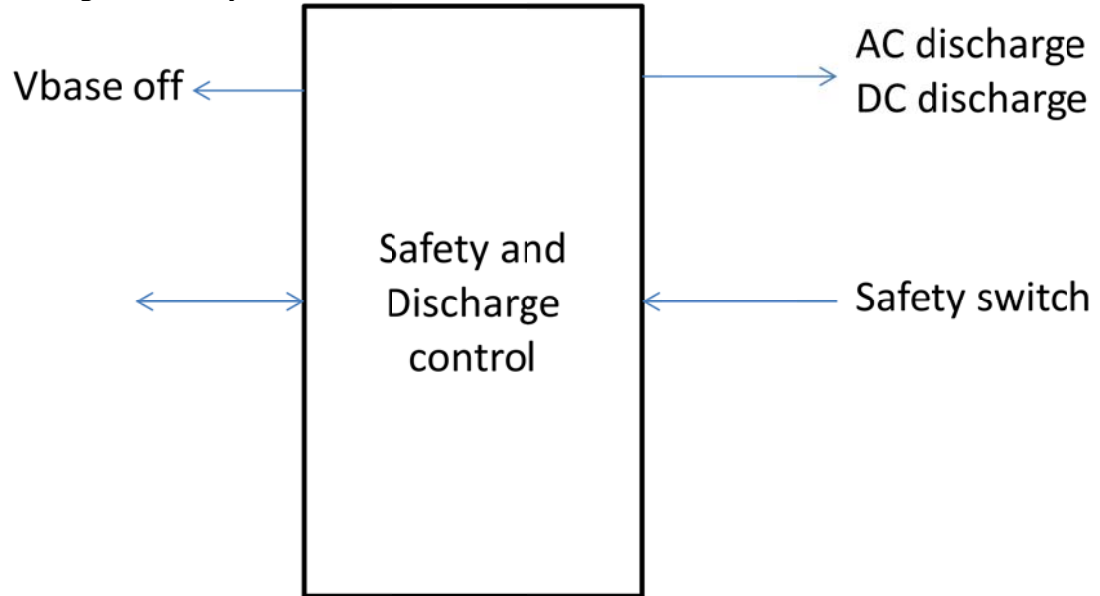 AC discharge
Vbase off
DC discharge
Safety and
Discharge
control
Safety switch